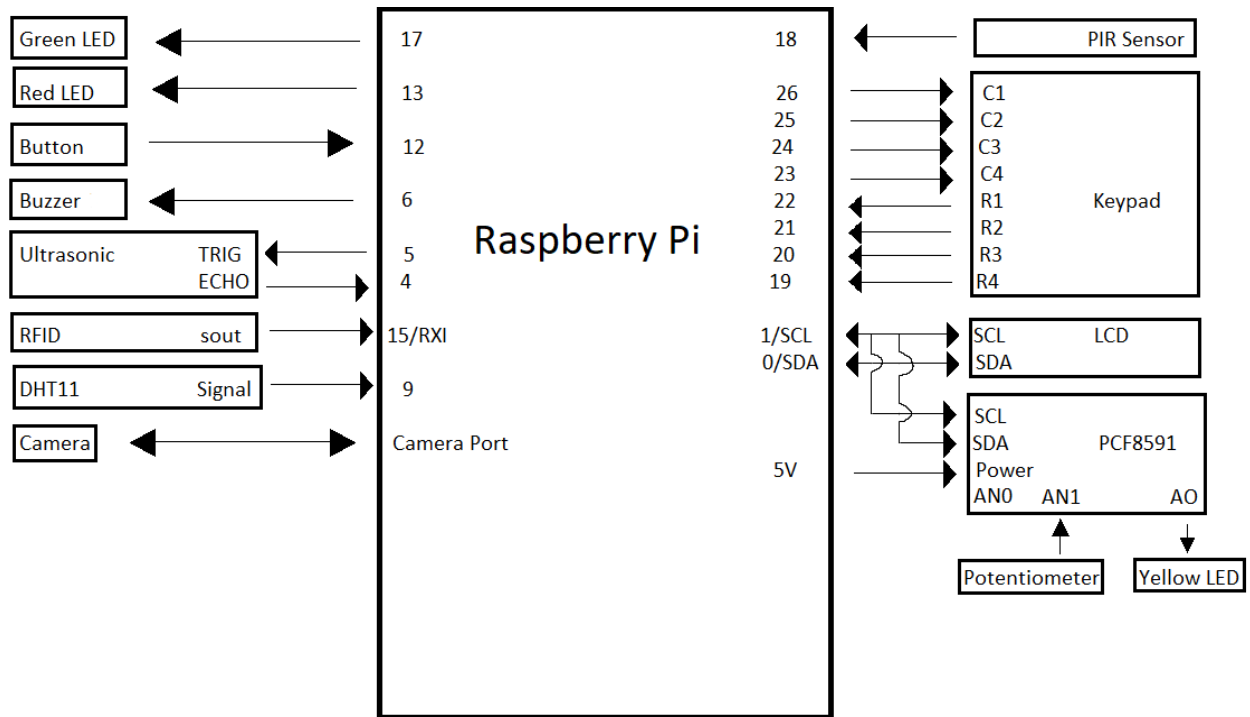 Green LED
Red LED
Button
Buzzer
Ultrasonic TRIG
ECHO
RFID sout
DHT11 Signal
Camera
17
13
12
6
5
4
15/RXI
9
Camera Port
Raspberry Pi
18
26
25
24
23
22
21
20
19
1/SCL
0/SDA
5V
PIR Sensor
C1
C2
C3
C4
R1 Keypad
R2
R3
R4
SCL LCD
SDA
SCL
SDA PCF8591
Power
AN0 AN1 AO
Potentiometer
Yellow LED